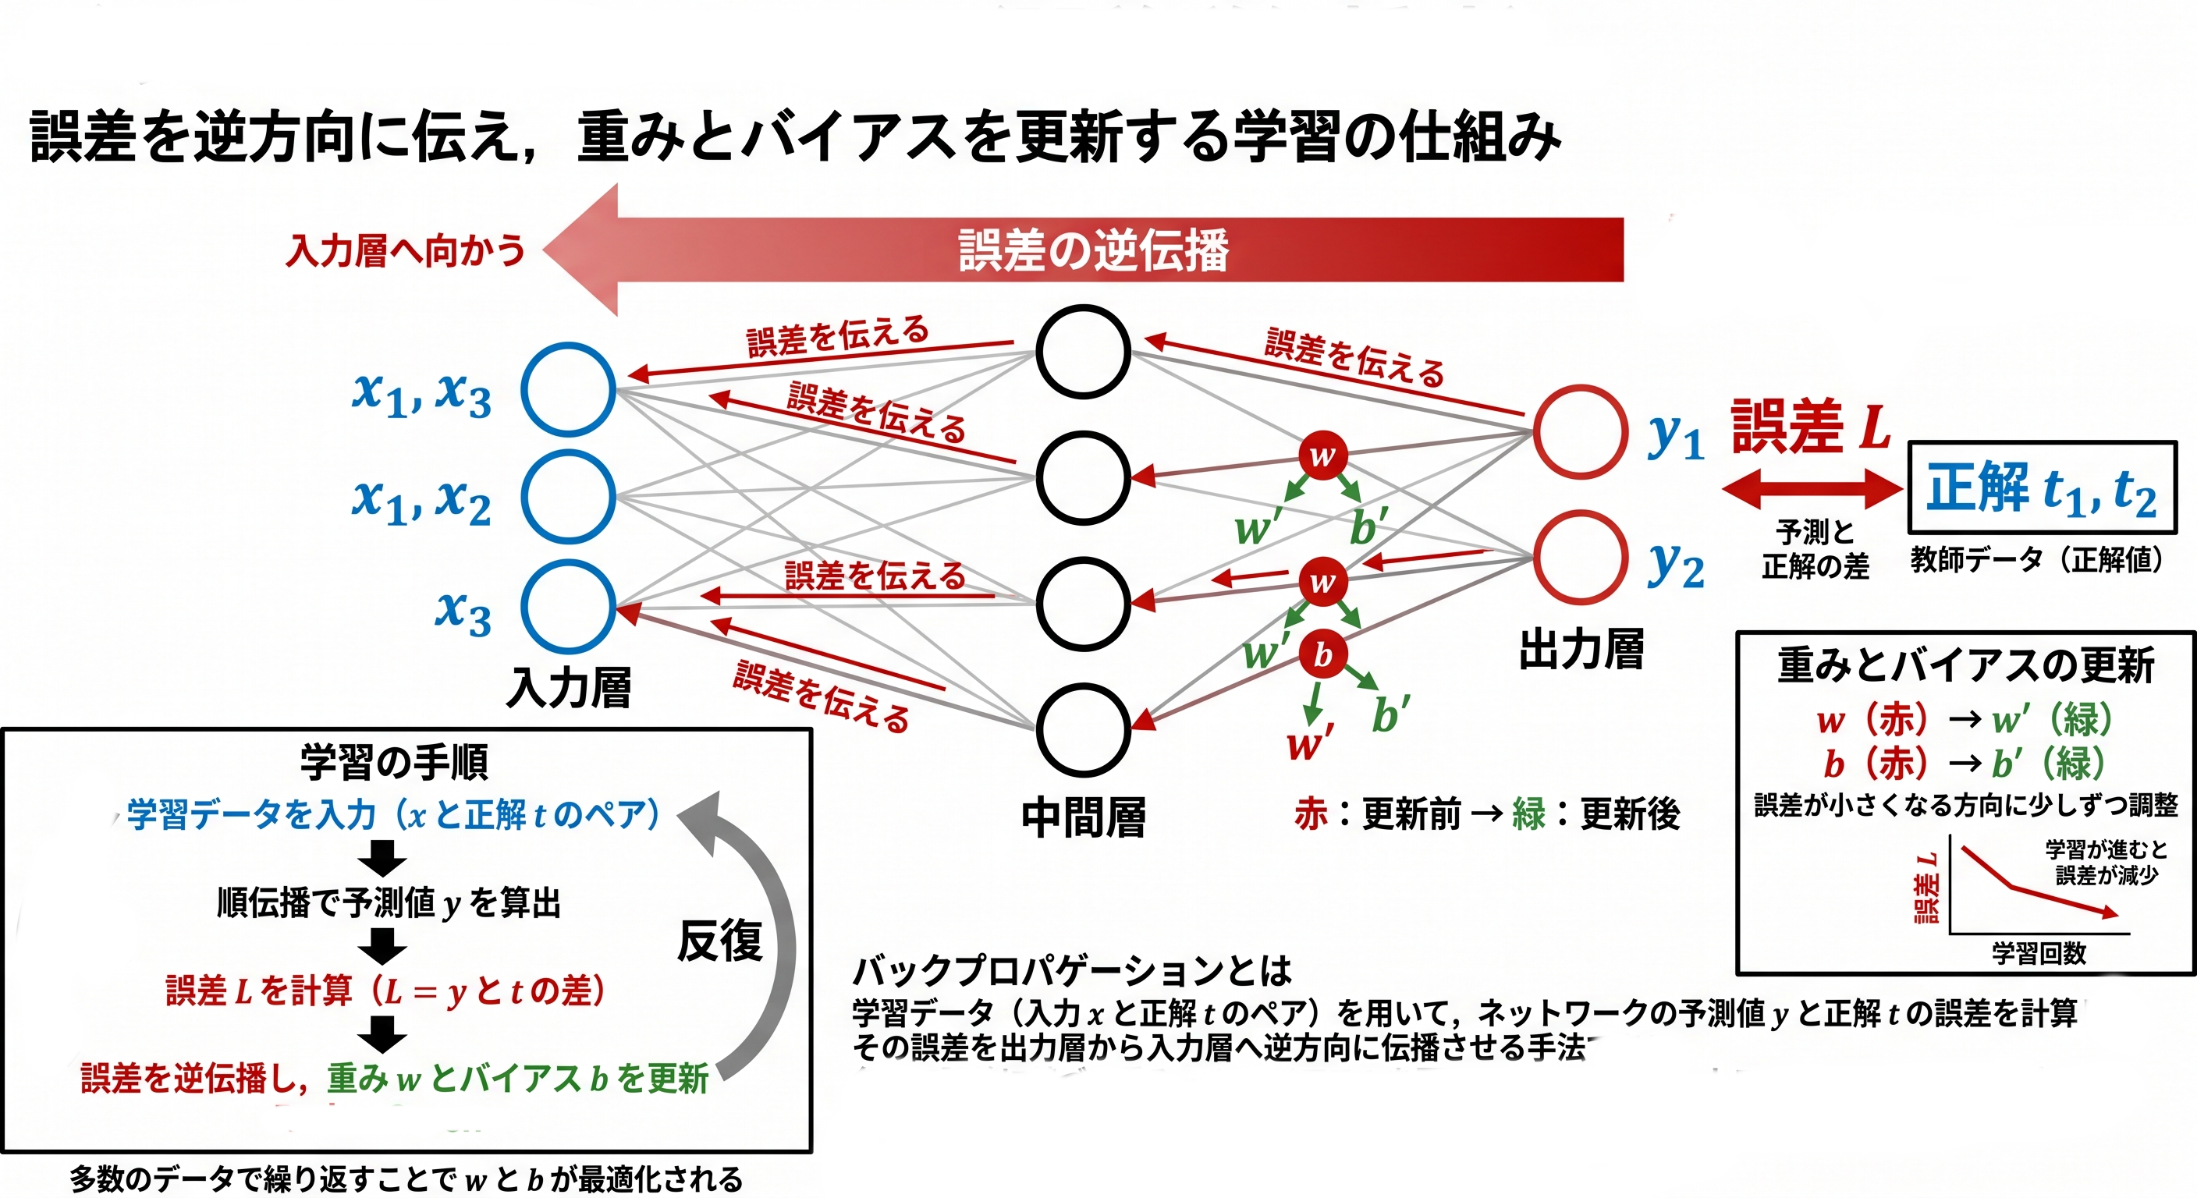 誤差を逆方向に伝え，重みとバイアスを更新する学習の仕組み
入力層へ向かう
誤差の逆伝播
誤差を伝える
誤差を伝える
誤差を伝える
誤差を伝える
誤差を伝える
x₁, x₃
x₁, x₂
x₃
入力層
中間層
出力層
w
w′
b′
w
w′
b
w′
b′
y₁
y₂
誤差 L
予測と
正解の差
正解 t₁, t₂
教師データ（正解値）
赤：更新前 → 緑：更新後
重みとバイアスの更新
w（赤）→ w′（緑）
b（赤）→ b′（緑）
誤差が小さくなる方向に少しずつ調整
誤差 L
学習が進むと
誤差が減少
学習回数
学習の手順
学習データを入力（x と正解 t のペア）
順伝播で予測値 y を算出
誤差 L を計算（L = y と t の差）
誤差を逆伝播し，重み w とバイアス b を更新
反復
多数のデータで繰り返すことで w と b が最適化される
バックプロパゲーションとは
学習データ（入力 x と正解 t のペア）を用いて，ネットワークの予測値 y と正解 t の誤差を計算
その誤差を出力層から入力層へ逆方向に伝播させる手法